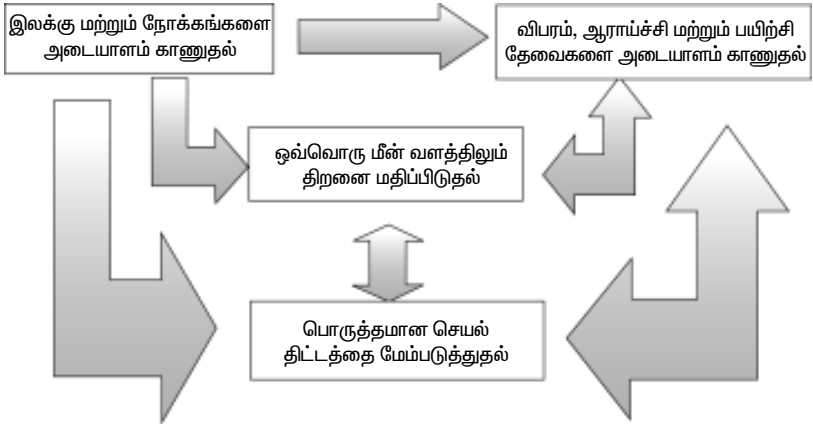 இலக்கு மற்றும் நோக்கங்களை
அடையாளம் காணுதல்
விபரம், ஆராய்ச்சி மற்றும் பயிற்சி
தேவைகளை அடையாளம் காணுதல்
ஒவ்வொரு மீன் வளத்திலும்
திறனை மதிப்பிடுதல்
பொருத்தமான செயல்
திட்டத்தை மேம்படுத்துதல்